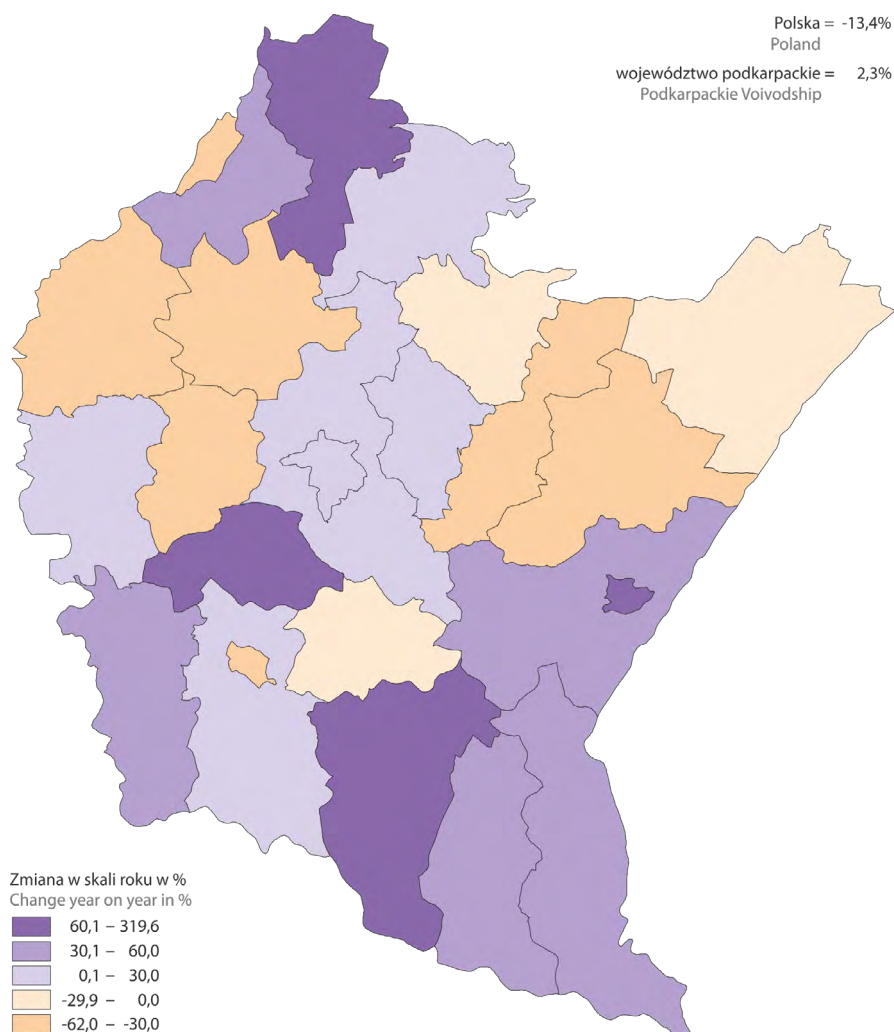 Polska = -13,4%
Poland
województwo podkarpackie = 2,3%
Podkarpackie Voivodship
Zmiana w skali roku w %
Change year on year in %
60,1 – 319,6
30,1 – 60,0
0,1 – 30,0
-29,9 – 0,0
-62,0 – -30,0